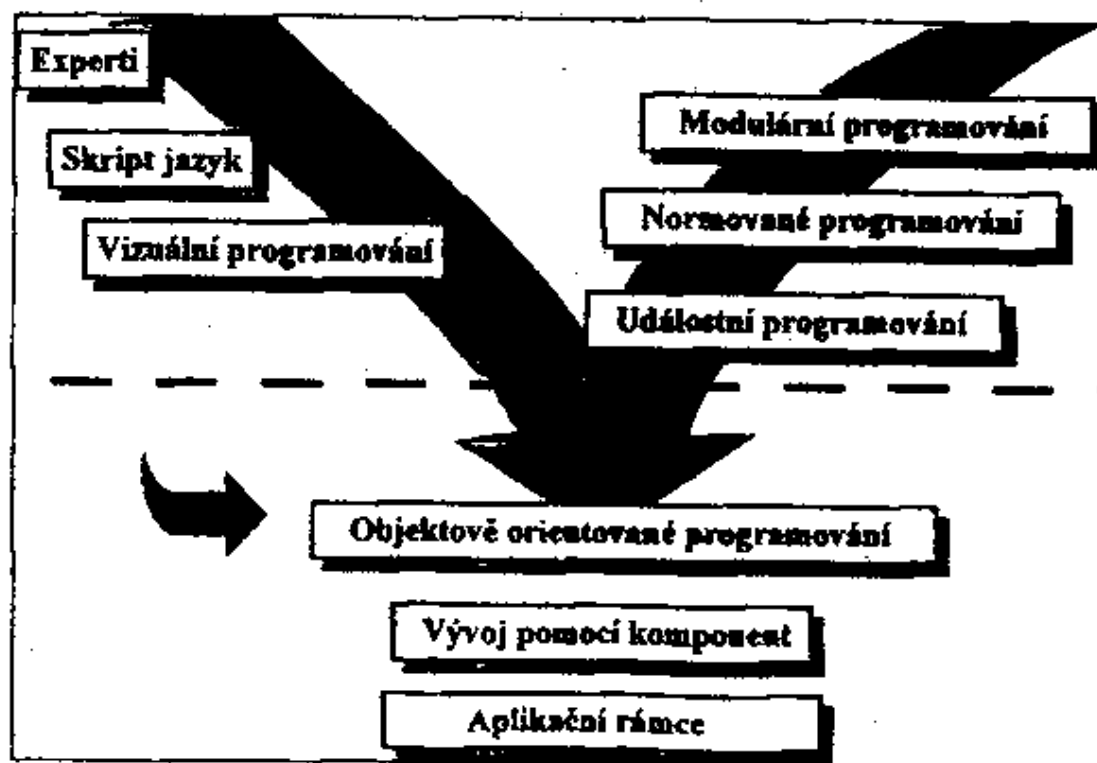 Experti
Skript jazyk
Vizuální programování
Modulární programování
Normované programování
Událostní programování
Objektově orientované programování
Vývoj pomocí komponent
Aplikační rámce